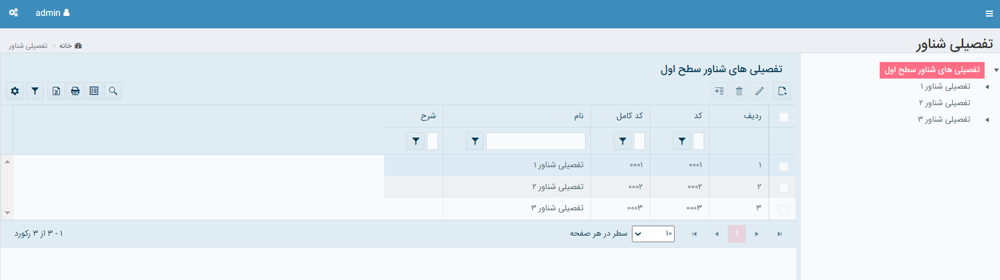 admin
تفصیلی شناور
خانه > تفصیلی شناور
تفصیلی های شناور سطح اول
تفصیلی شناور ۱
تفصیلی شناور ۲
تفصیلی شناور ۳
تفصیلی های شناور سطح اول
ردیف کد کد کامل نام شرح
۱ ۰۰۰۱ ۰۰۰۱ تفصیلی شناور ۱
۲ ۰۰۰۲ ۰۰۰۲ تفصیلی شناور ۲
۳ ۰۰۰۳ ۰۰۰۳ تفصیلی شناور ۳
۱ ۱۰ سطر در هر صفحه ۱ - ۳ از ۳ رکورد